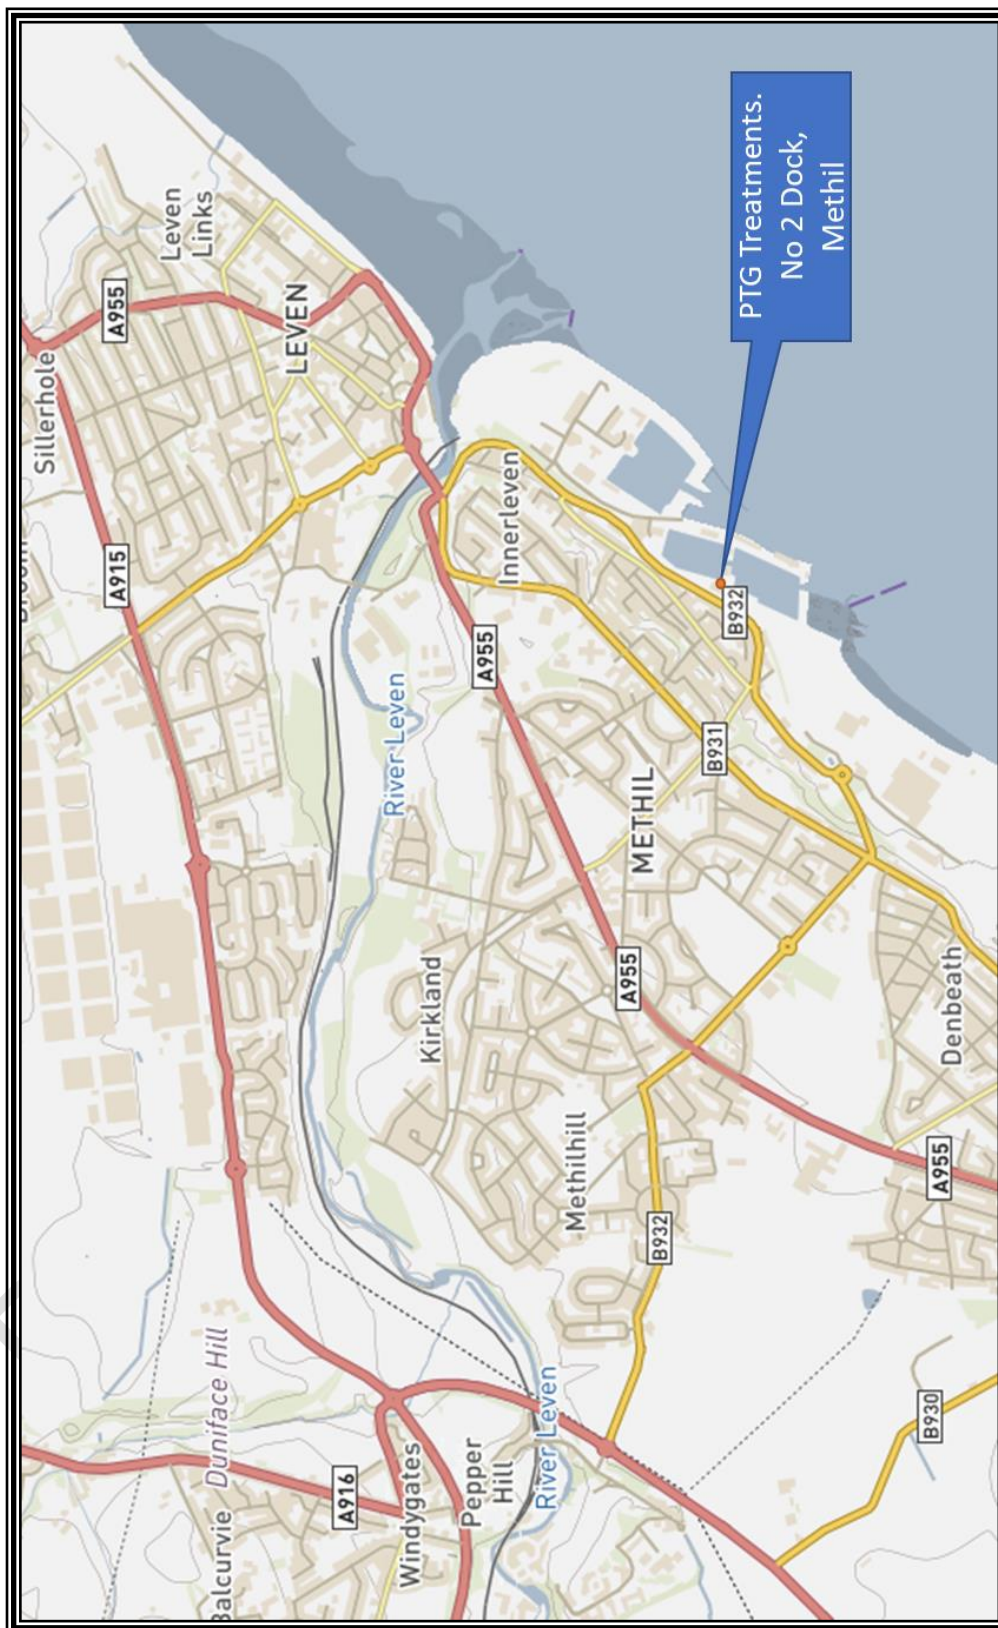 Sillerhole
A955
A915
Leven
Links
Balcurvie
Duniface Hill
LEVEN
A916
River Leven
Windygates
Kirkland
Pepper
Hill
A955
Innerleven
River Leven
Methilhill
A955
METHIL
B932
B931
B932
PTG Treatments.
No 2 Dock,
Methil
B930
A955
Denbeath